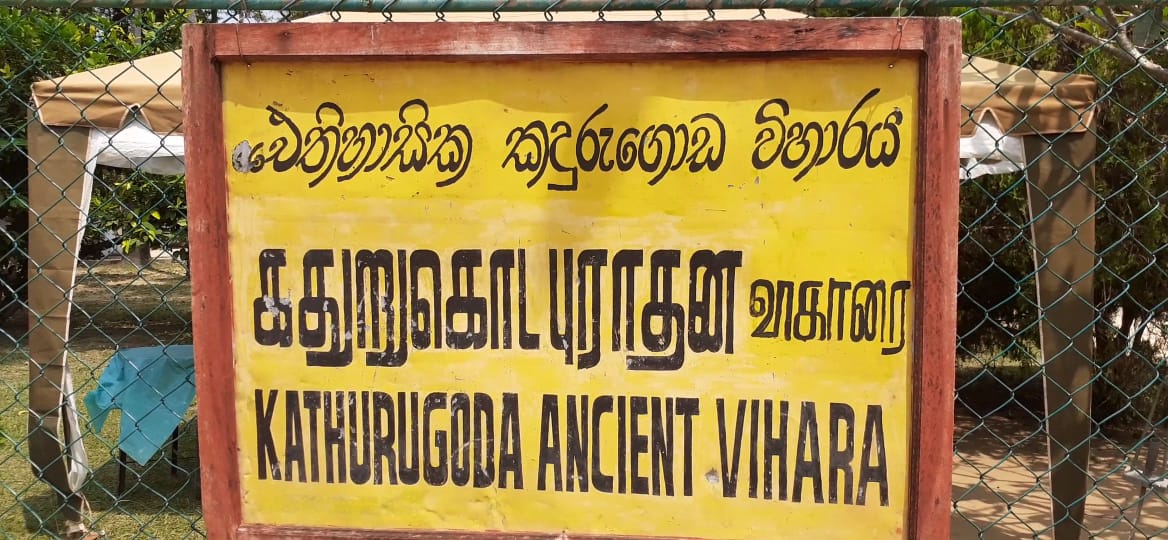 ඓතිහාසික කදුරුගොඩ විහාරය
கதுறுகொட புராதன வாகாரை
KATHURUGODA ANCIENT VIHARA